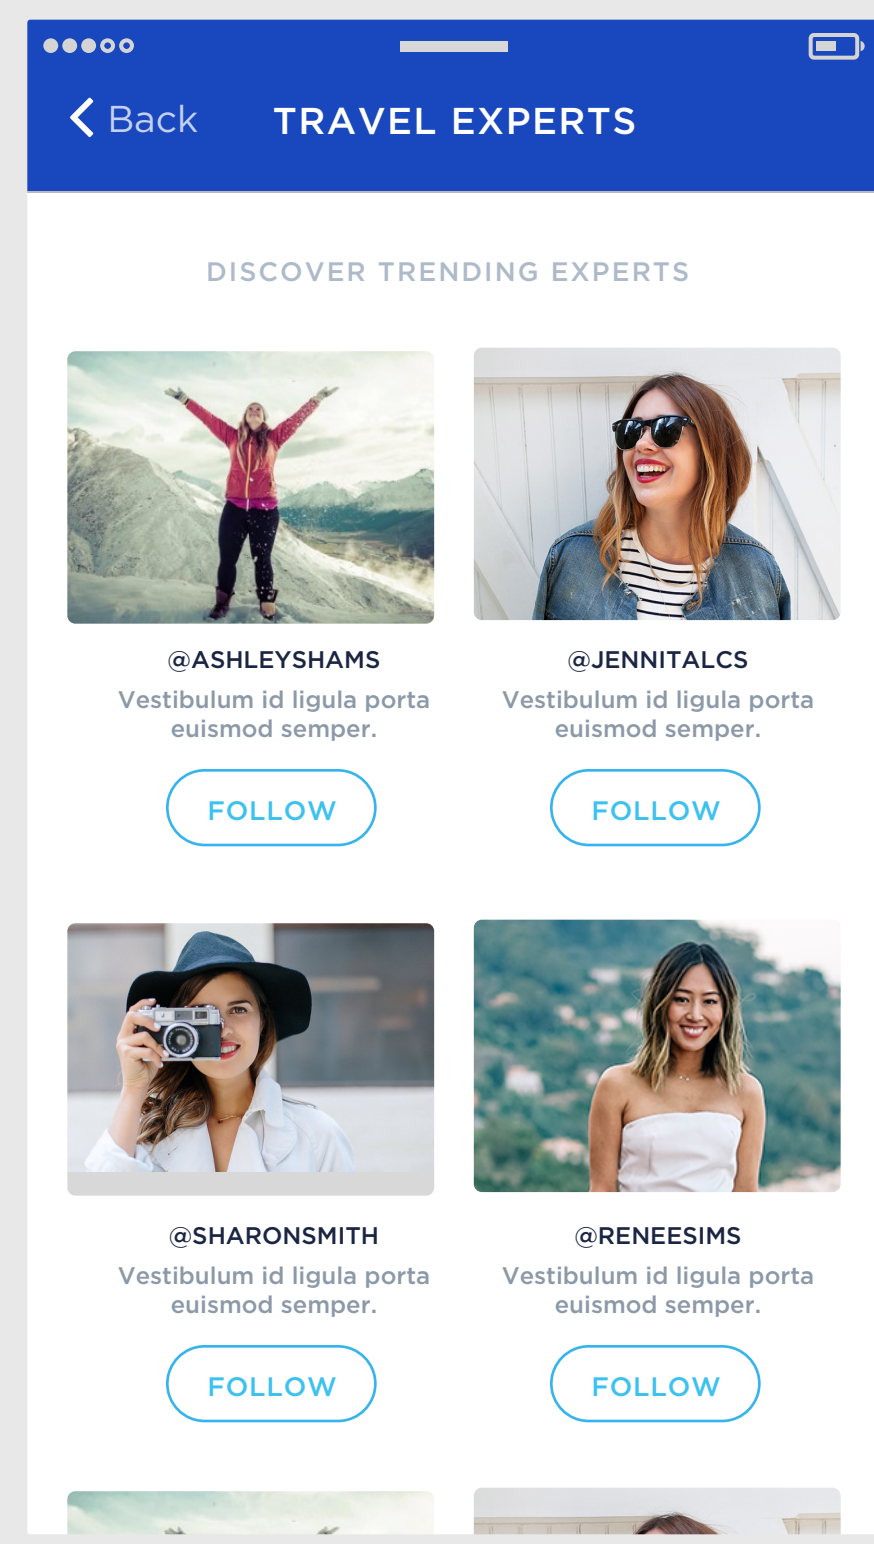 Back
TRAVEL EXPERTS
DISCOVER TRENDING EXPERTS
@ASHLEYSHAMS
Vestibulum id ligula porta
euismod semper.
FOLLOW
@JENNITALCS
Vestibulum id ligula porta
euismod semper.
FOLLOW
@SHARONSMITH
Vestibulum id ligula porta
euismod semper.
FOLLOW
@RENEESIMS
Vestibulum id ligula porta
euismod semper.
FOLLOW